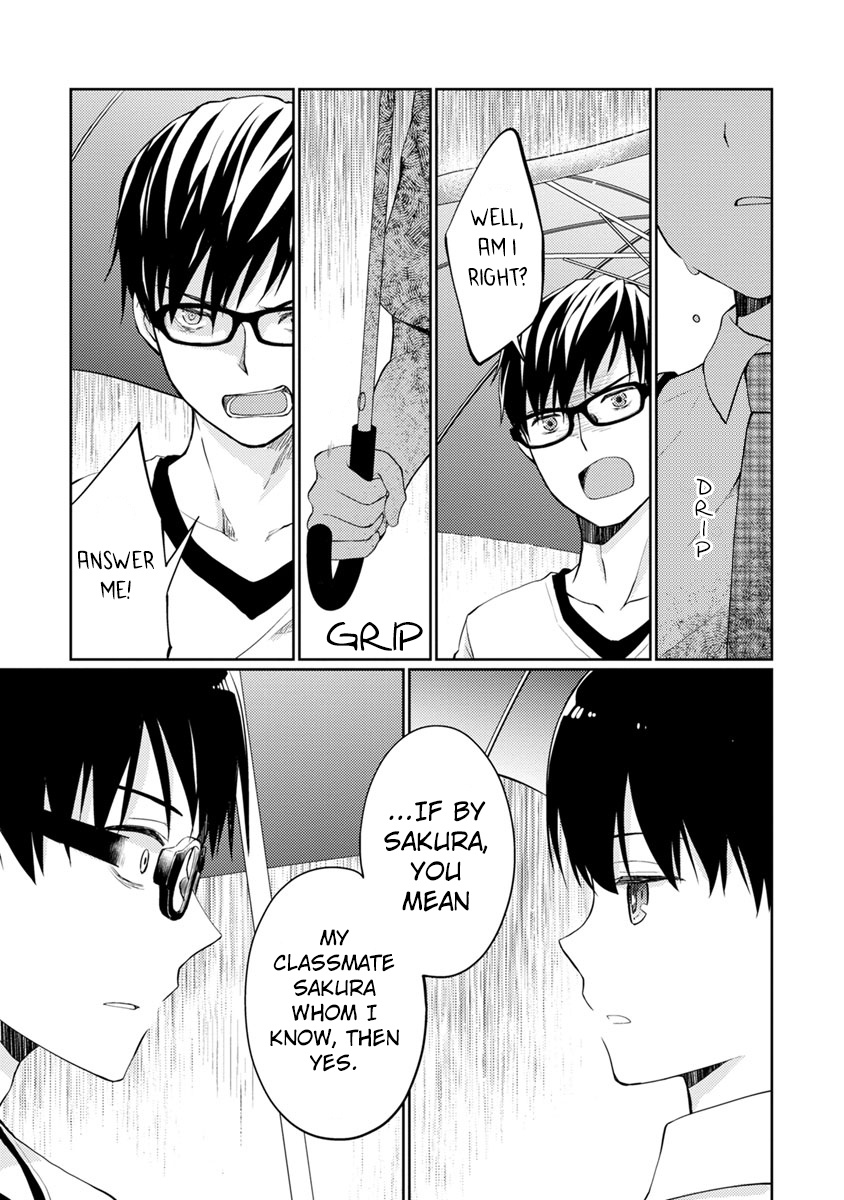 DRIP
WELL,
AM I
RIGHT?
GRIP
ANSWER
ME!
...IF BY
SAKURA,
YOU
MEAN
MY
CLASSMATE
SAKURA
WHOM I
KNOW, THEN
YES.